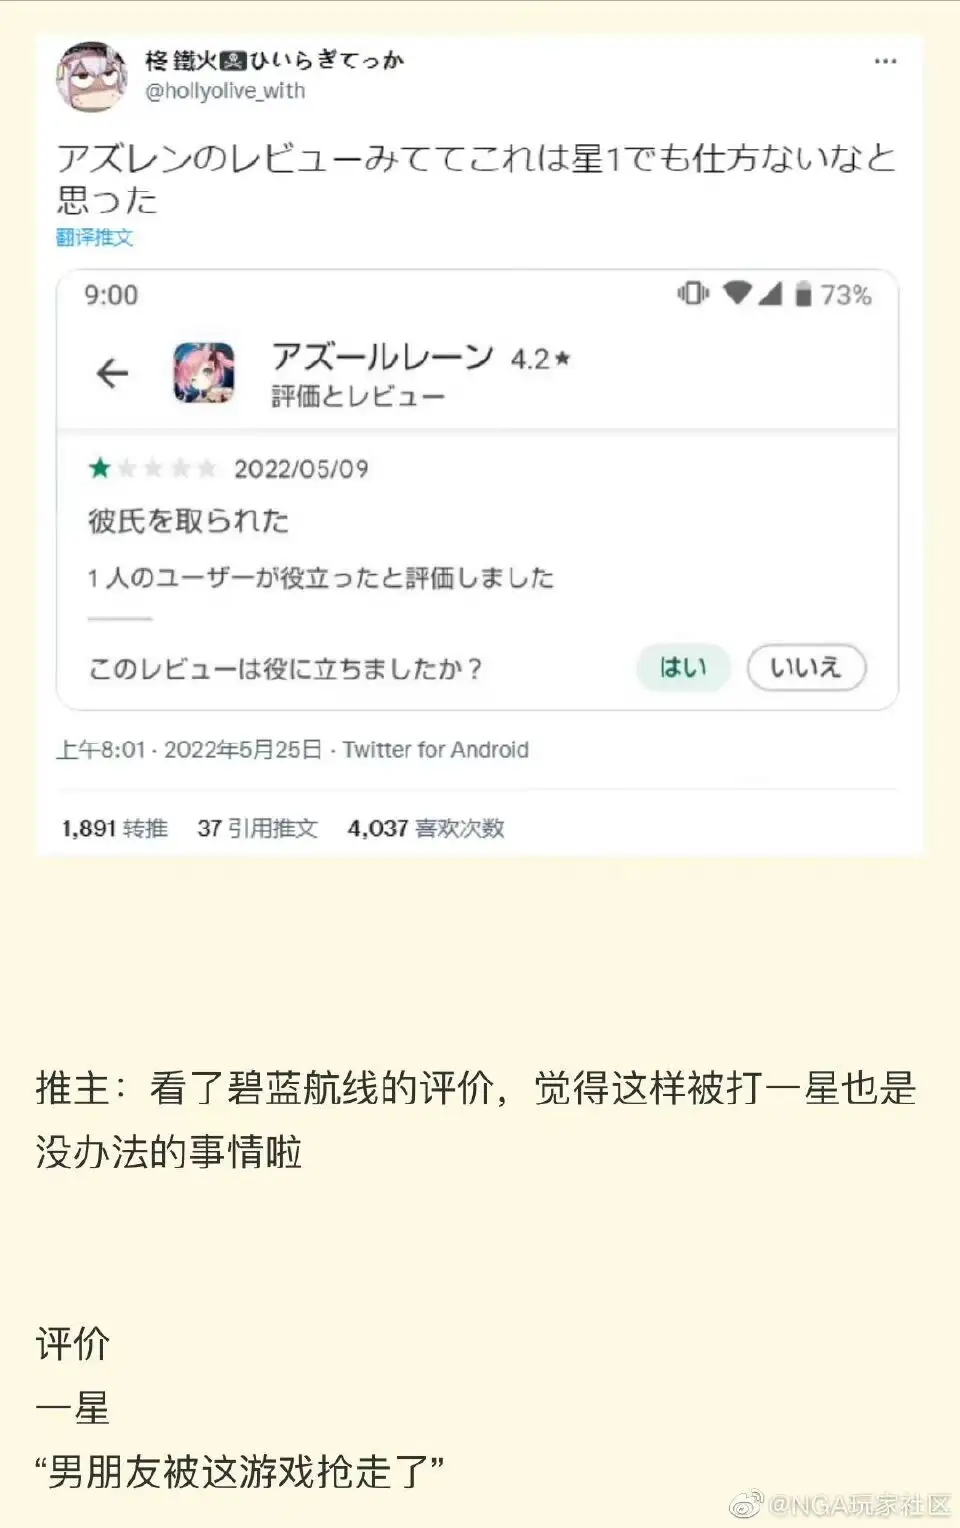 柊 鐵火☠ひいらぎてっか
@hollyolive_with
アズレンのレビューみててこれは星1でも仕方ないなと
思った
翻译推文
9:00
73%
アズールレーン 4.2★
評価とレビュー
2022/05/09
彼氏を取られた
1人のユーザーが役立ったと評価しました
このレビューは役に立ちましたか？
はい
いいえ
上午8:01 · 2022年5月25日 · Twitter for Android
1,891 转推 37 引用推文 4,037 喜欢次数
推主：看了碧蓝航线的评价，觉得这样被打一星也是
没办法的事情啦
评价
一星
“男朋友被这游戏抢走了”
@NGA玩家社区